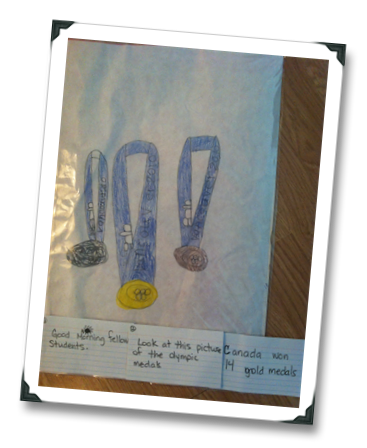 Good Morning fellow
Students.
Look at this picture
of the olympic
medals
Canada won
14 gold medals